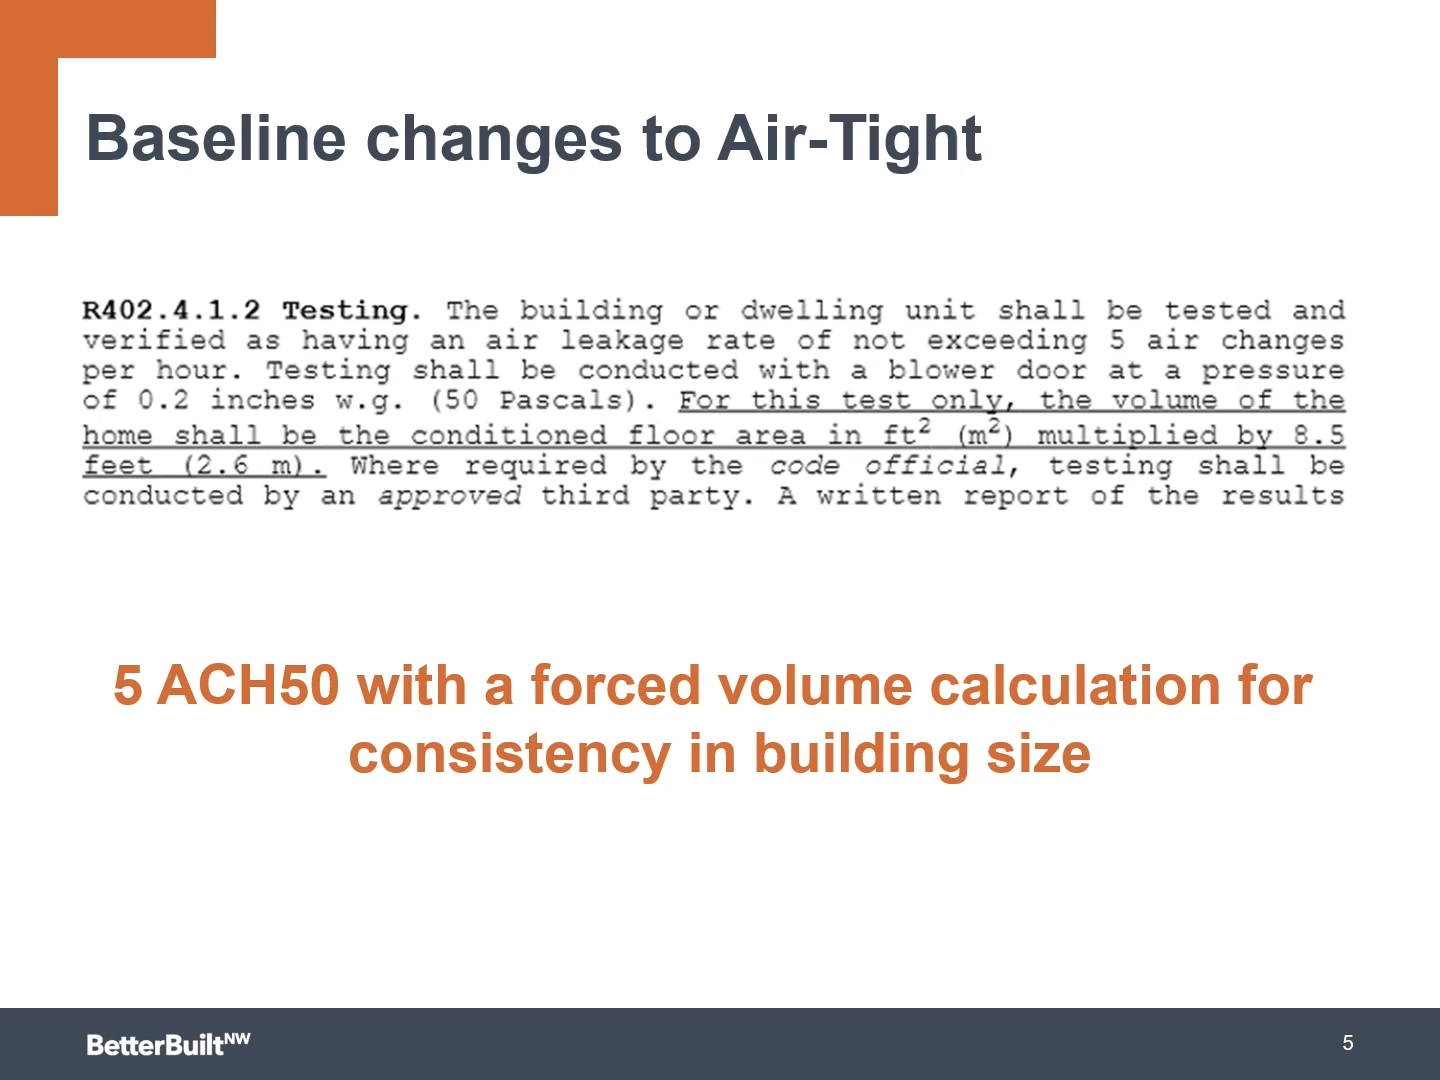 Baseline changes to Air-Tight
R402.4.1.2 Testing. The building or dwelling unit shall be tested and
verified as having an air leakage rate of not exceeding 5 air changes
per hour. Testing shall be conducted with a blower door at a pressure
of 0.2 inches w.g. (50 Pascals). For this test only, the volume of the
home shall be the conditioned floor area in ft² (m²) multiplied by 8.5
feet (2.6 m). Where required by the code official, testing shall be
conducted by an approved third party. A written report of the results
5 ACH50 with a forced volume calculation for
consistency in building size
BetterBuiltNW
5